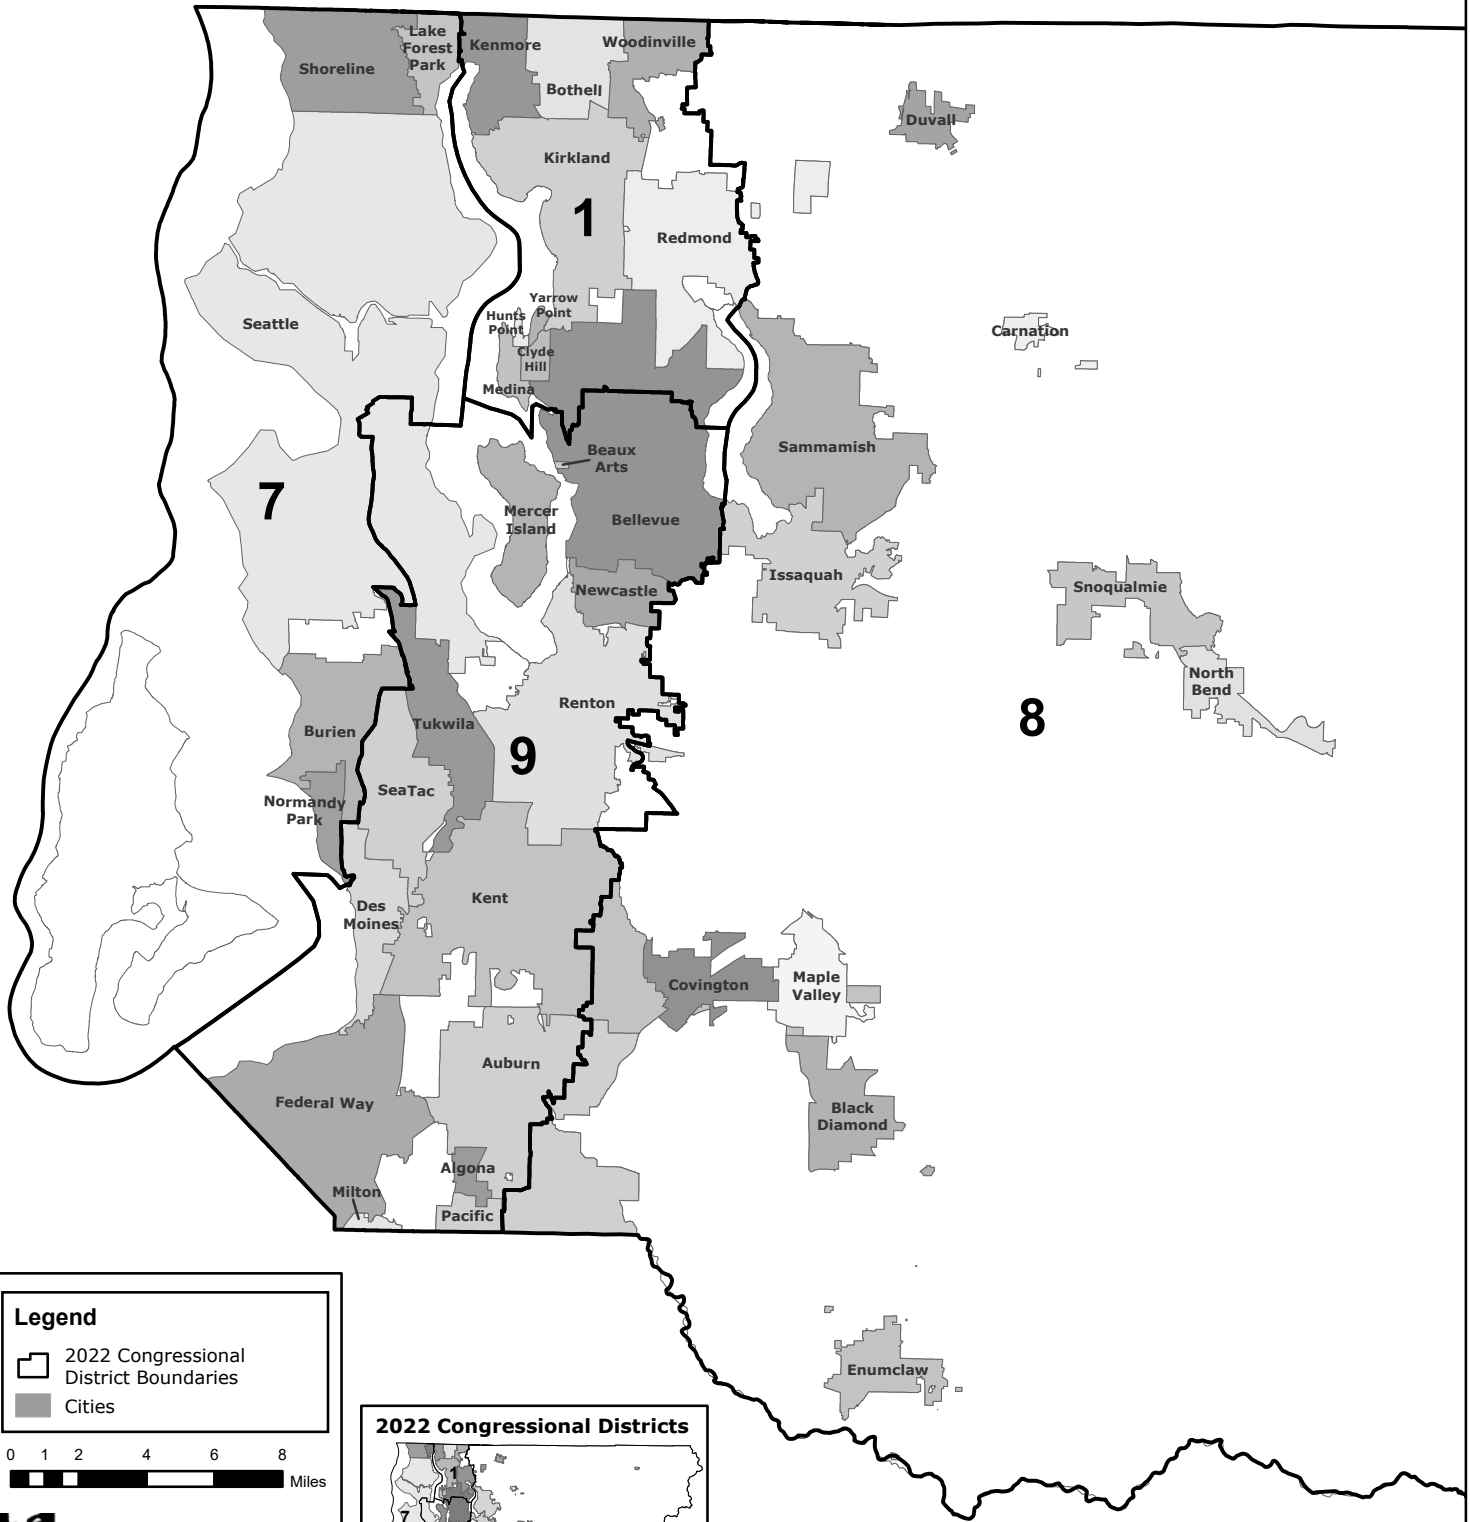 Lake
Forest
Park
Kenmore
Woodinville
Shoreline
Bothell
Duvall
Kirkland
1
Redmond
Yarrow
Point
Hunts
Point
Seattle
Carnation
Clyde
Hill
Medina
Beaux
Arts
Sammamish
7
Mercer
Island
Bellevue
Issaquah
Newcastle
Snoqualmie
North
Bend
Renton
8
Tukwila
Burien
9
SeaTac
Normandy
Park
Kent
Des
Moines
Covington
Maple
Valley
Auburn
Federal Way
Black
Diamond
Algona
Milton
Pacific
Enumclaw
Legend
2022 Congressional
District Boundaries
Cities
0 1 2 4 6 8
Miles
2022 Congressional Districts
1
7